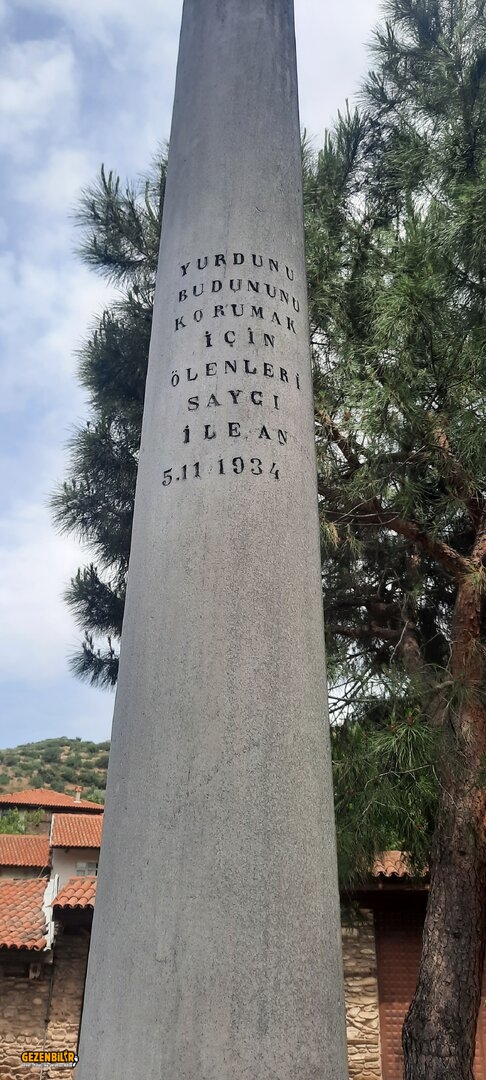 YURDUNU
BUDUNUNU
KORUMAK
İÇİN
ÖLENLERİ
SAYGI
İLE AN
5.11 1934
GEZENBİLİR